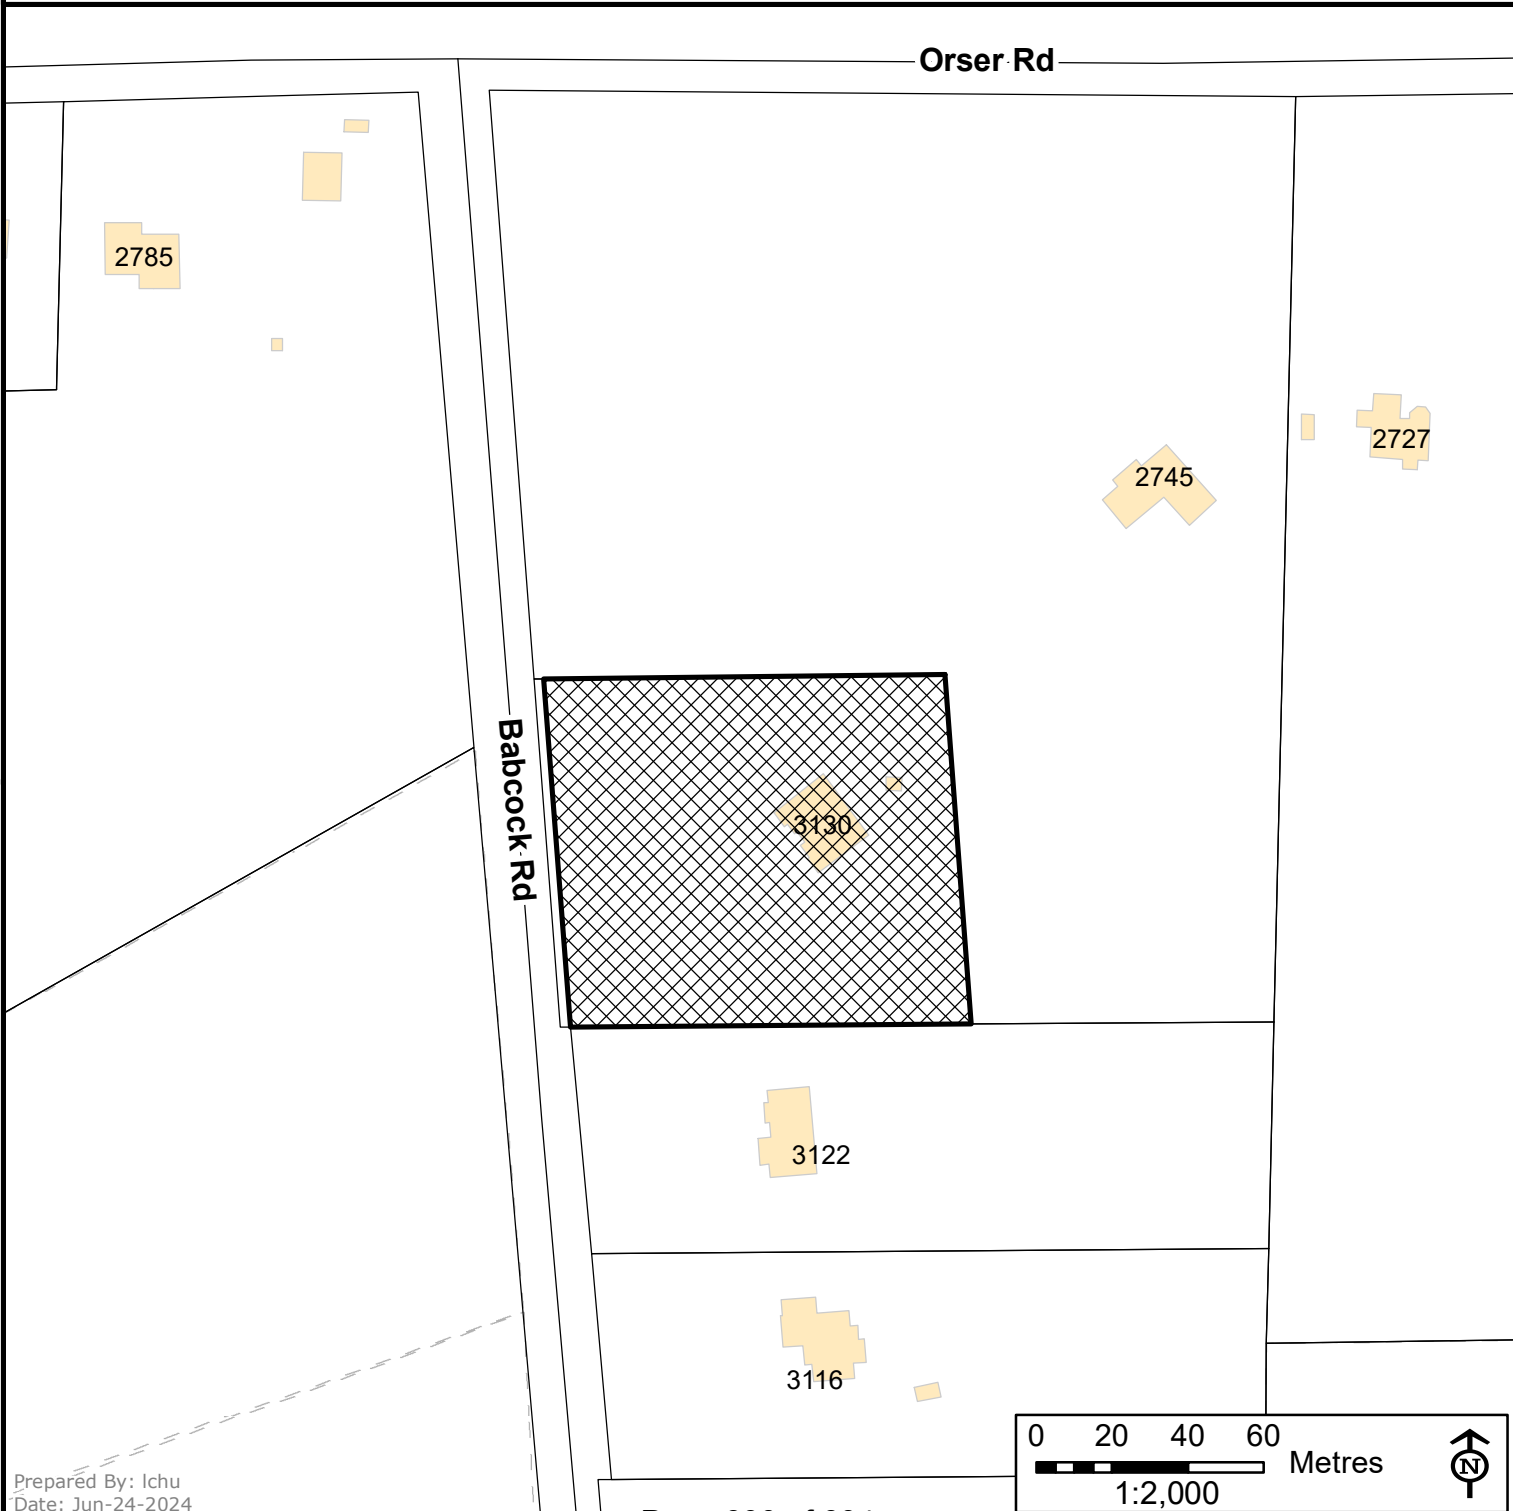 Orser Rd
2785
2727
2745
Babcock Rd
3130
3122
3116
0 20 40 60
Metres
1:2,000
N
Prepared By: lchu
Date: Jun-24-2024